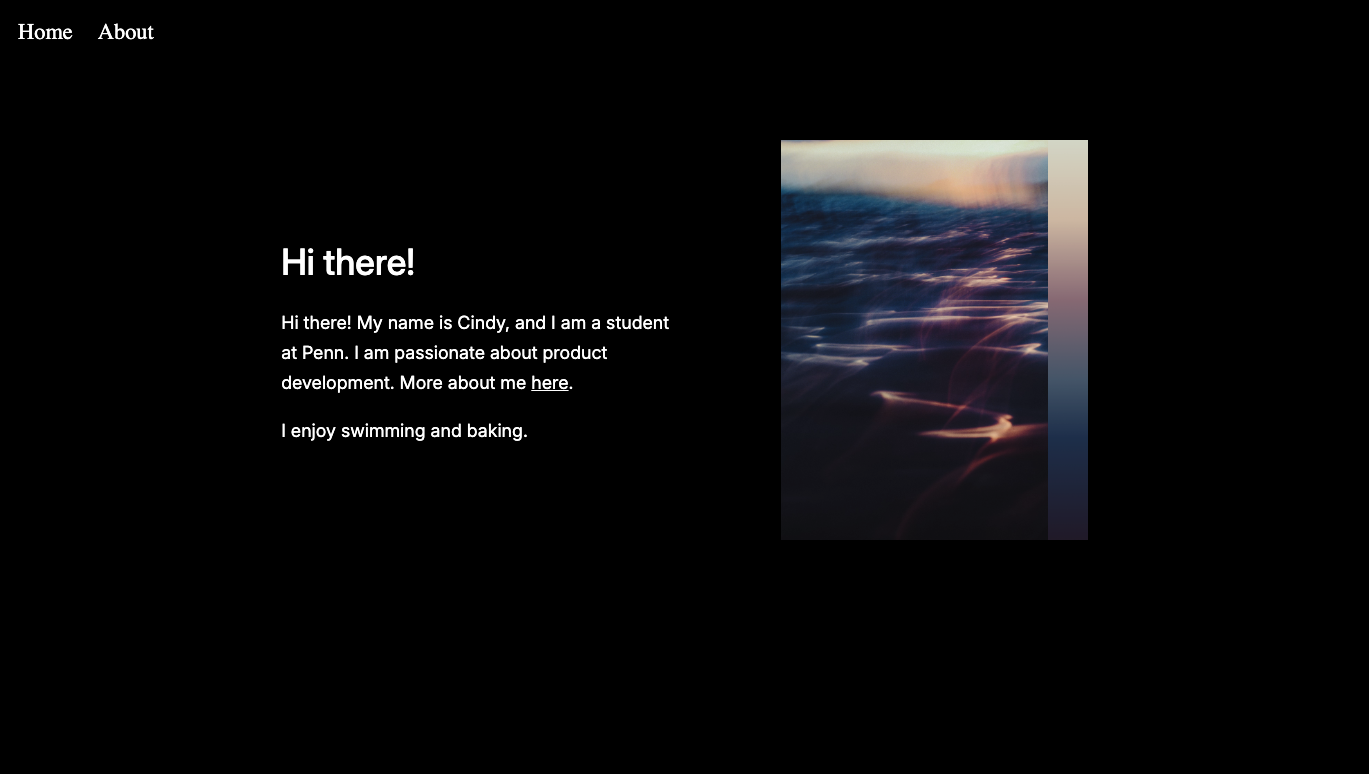 Home About
Hi there!
Hi there! My name is Cindy, and I am a student
at Penn. I am passionate about product
development. More about me here.
I enjoy swimming and baking.